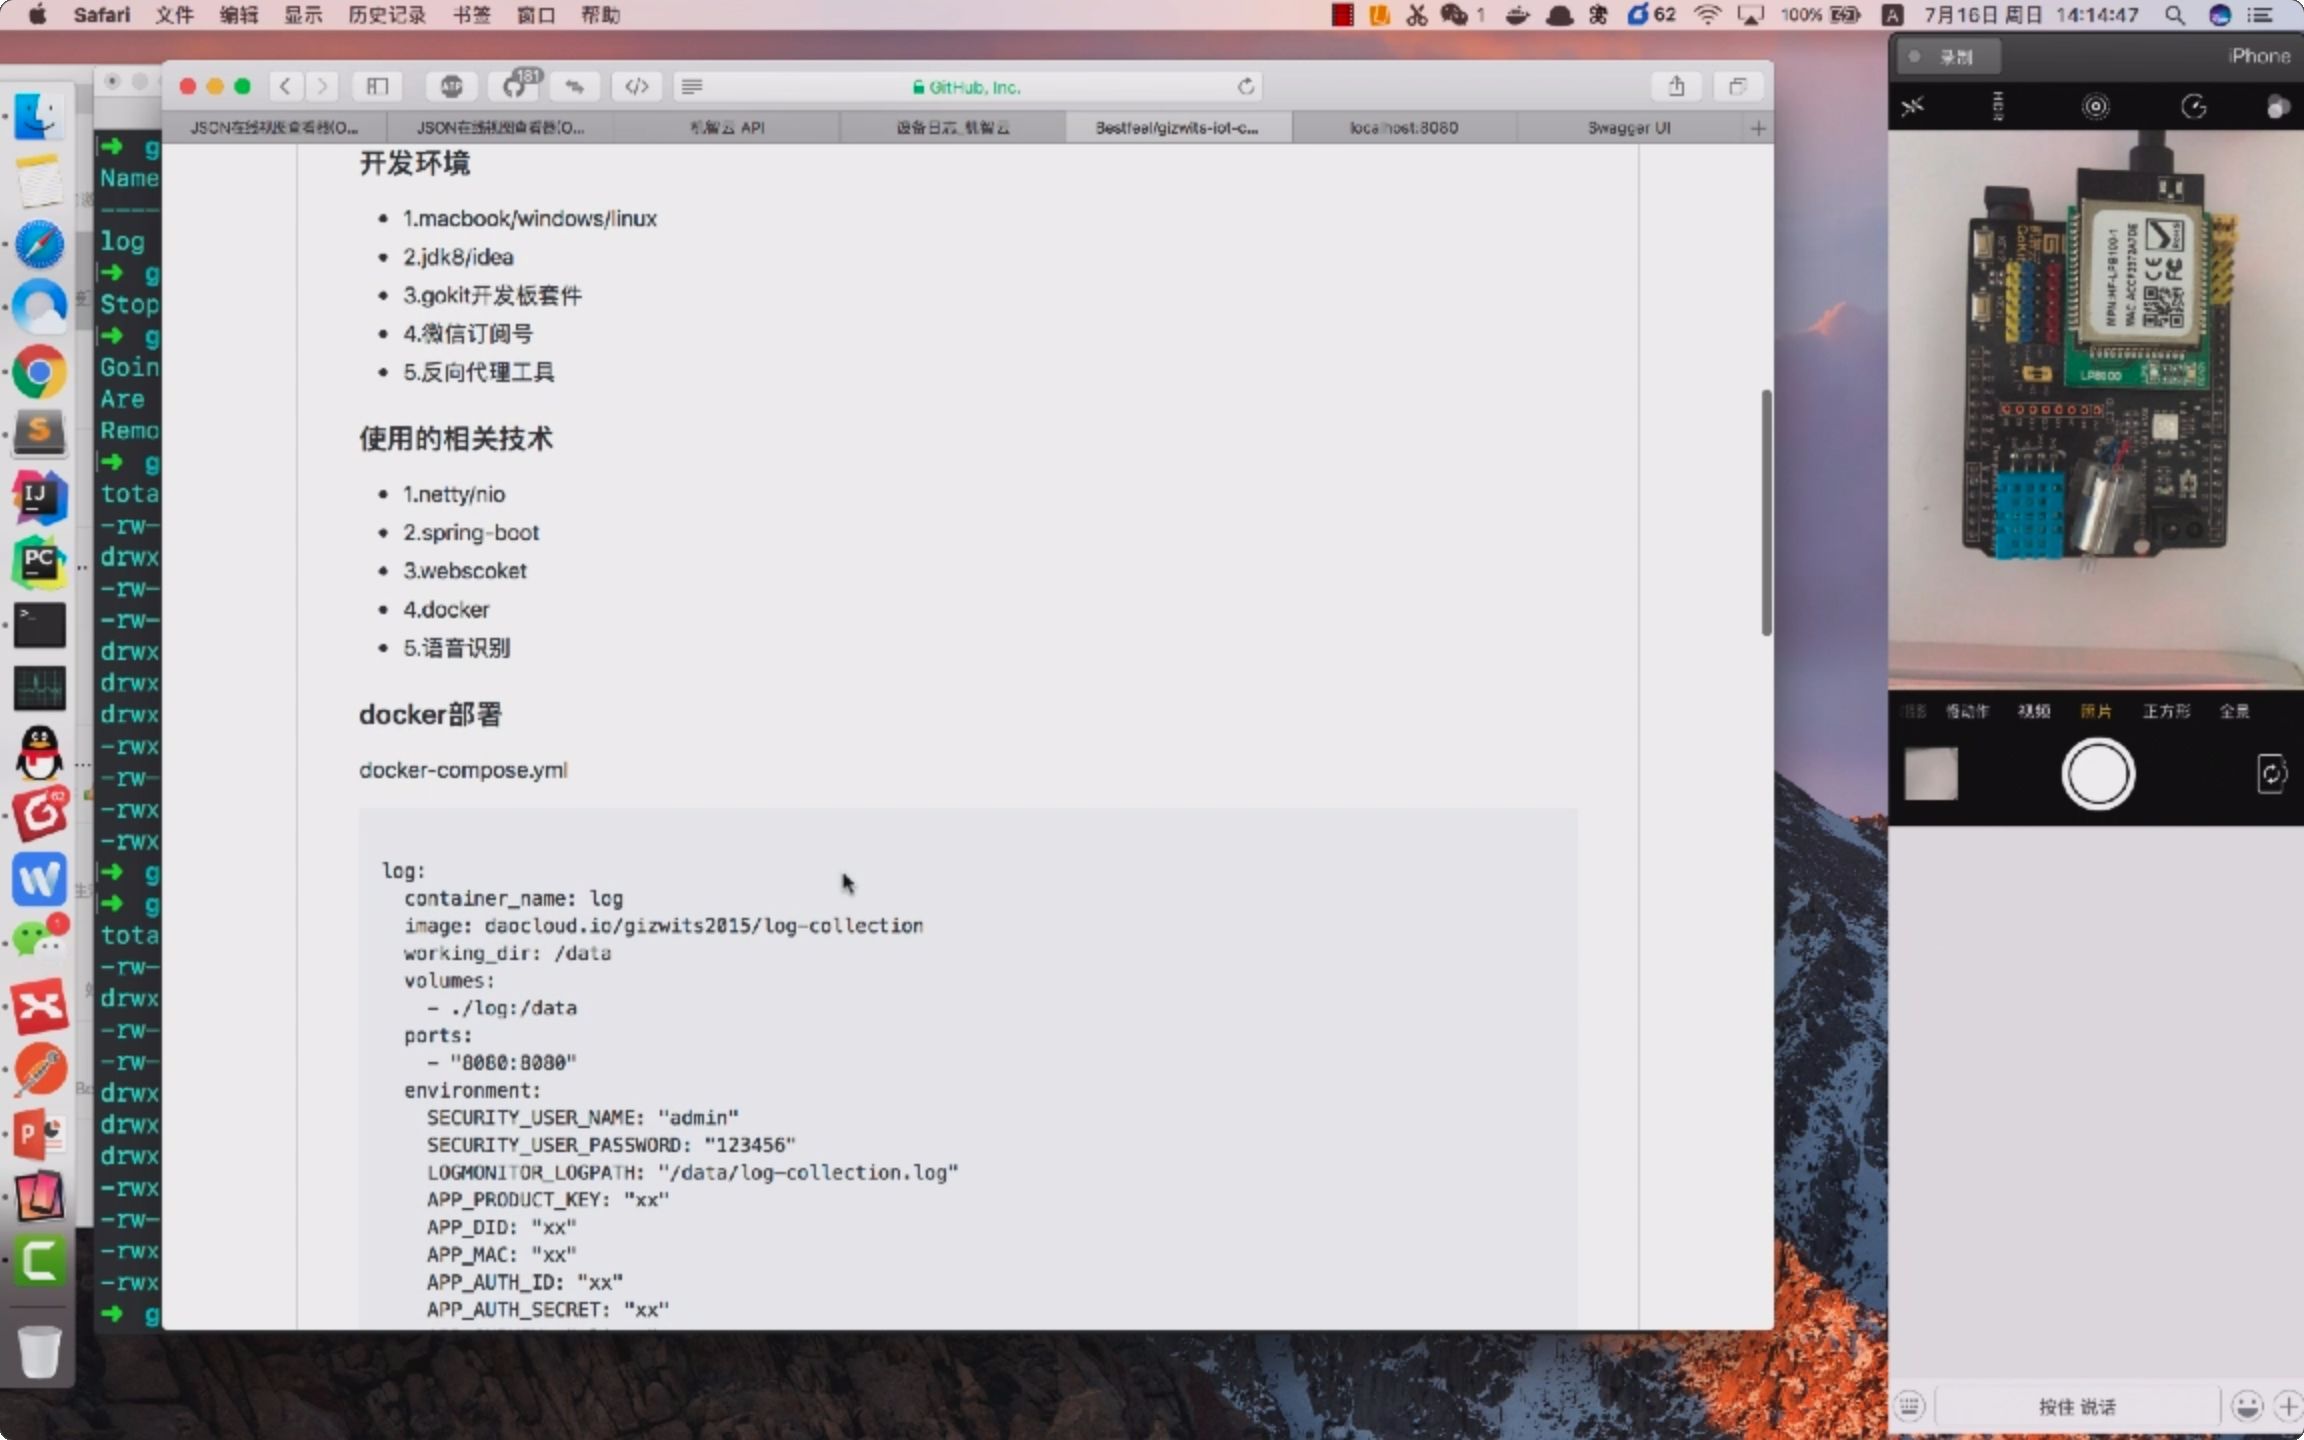 Safari 文件 编辑 显示 历史记录 书签 窗口 帮助
1 62 100% A 7月16日 周日 14:14:47
181
GitHub, Inc.
JSON在线视图查看器(O... JSON在线视图查看器(O... 机智云 API 设备日志_机智云 Bestfeel/gizwits-iot-c... localhost:8080 Swagger UI
g
Name
----
log
g
Stop
g
Goin
Are
Remo
g
tota
-rw-
drwx
-rw-
-rw-
drwx
drwx
drwx
-rwx
-rw-
-rwx
-rwx
g
g
tota
-rw-
drwx
-rw-
-rw-
drwx
drwx
drwx
-rwx
-rw-
-rwx
-rwx
g
开发环境
1.macbook/windows/linux
2.jdk8/idea
3.gokit开发板套件
4.微信订阅号
5.反向代理工具
使用的相关技术
1.netty/nio
2.spring-boot
3.webscoket
4.docker
5.语音识别
docker部署
docker-compose.yml
log:
container_name: log
image: daocloud.io/gizwits2015/log-collection
working_dir: /data
volumes:
- ./log:/data
ports:
- "8080:8080"
environment:
SECURITY_USER_NAME: "admin"
SECURITY_USER_PASSWORD: "123456"
LOGMONITOR_LOGPATH: "/data/log-collection.log"
APP_PRODUCT_KEY: "xx"
APP_DID: "xx"
APP_MAC: "xx"
APP_AUTH_ID: "xx"
APP_AUTH_SECRET: "xx"
录制 iPhone
HDR
LPB100
慢动作 视频 照片 正方形 全景
按住 说话